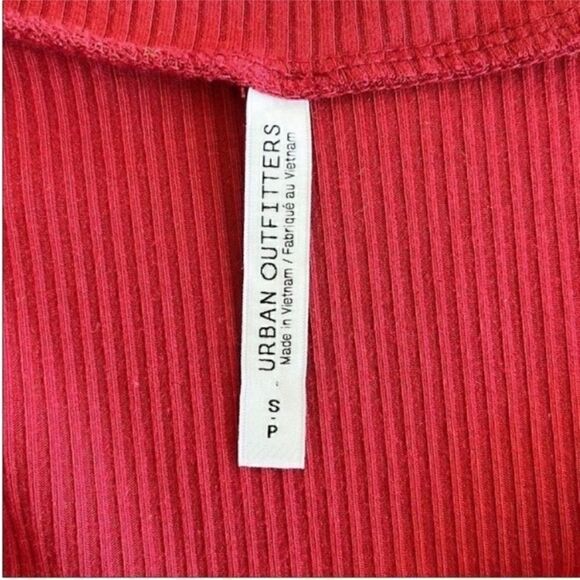 URBAN OUTFITTERS
Made in Vietnam / Fabriqué au Vietnam
S-P